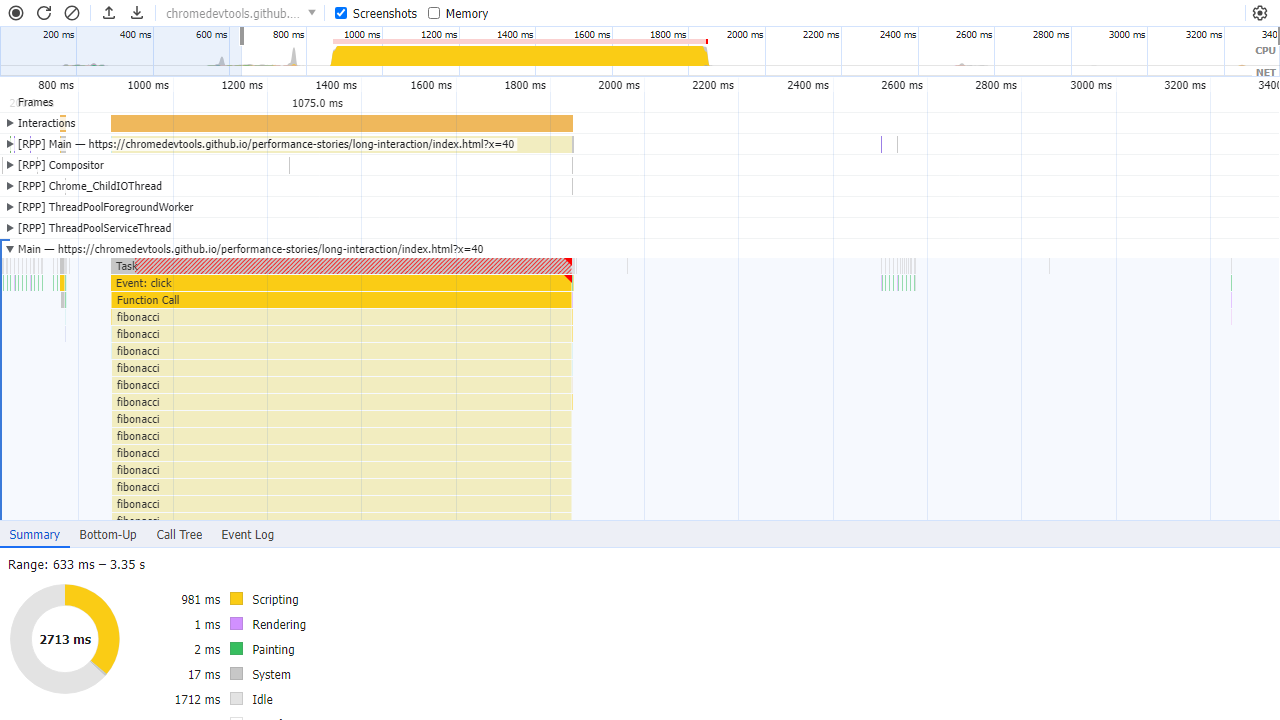 chromedevtools.github.... Screenshots Memory
200 ms 400 ms 600 ms 800 ms 1000 ms 1200 ms 1400 ms 1600 ms 1800 ms 2000 ms 2200 ms 2400 ms 2600 ms 2800 ms 3000 ms 3200 ms 340
CPU
NET
800 ms 1000 ms 1200 ms 1400 ms 1600 ms 1800 ms 2000 ms 2200 ms 2400 ms 2600 ms 2800 ms 3000 ms 3200 ms 3400
Frames 1075.0 ms
Interactions
[RPP] Main — https://chromedevtools.github.io/performance-stories/long-interaction/index.html?x=40
[RPP] Compositor
[RPP] Chrome_ChildIOThread
[RPP] ThreadPoolForegroundWorker
[RPP] ThreadPoolServiceThread
Main — https://chromedevtools.github.io/performance-stories/long-interaction/index.html?x=40
Task
Event: click
Function Call
fibonacci
fibonacci
fibonacci
fibonacci
fibonacci
fibonacci
fibonacci
fibonacci
fibonacci
fibonacci
fibonacci
fibonacci
fibonacci
Summary Bottom-Up Call Tree Event Log
Range: 633 ms – 3.35 s
2713 ms
981 ms Scripting
1 ms Rendering
2 ms Painting
17 ms System
1712 ms Idle